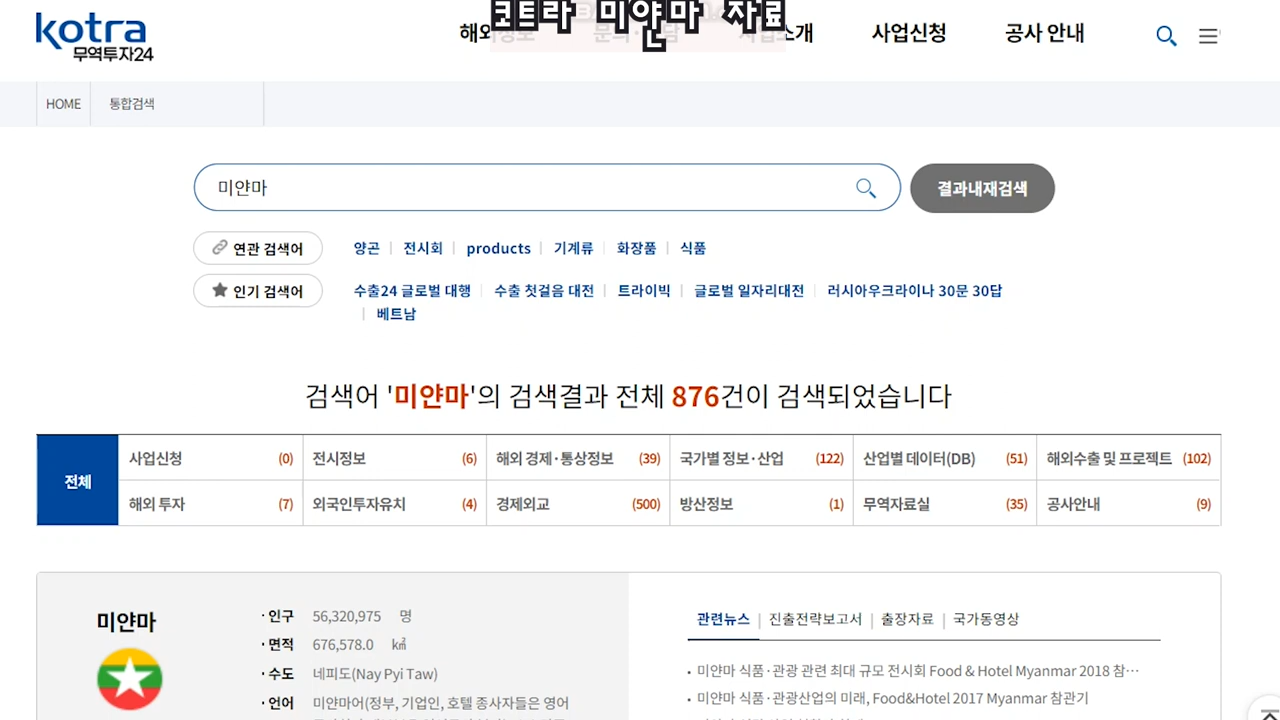 코트라 미얀마 자료
kotra
무역투자24
사업신청
공사 안내
HOME
통합검색
미얀마
결과내재검색
연관 검색어
양곤 | 전시회 | products | 기계류 | 화장품 | 식품
인기 검색어
수출24 글로벌 대행 | 수출 첫걸음 대전 | 트라이빅 | 글로벌 일자리대전 | 러시아우크라이나 30문 30답
| 베트남
검색어 '미얀마'의 검색결과 전체 876건이 검색되었습니다
전체
사업신청 (0) 전시정보 (6) 해외 경제·통상정보 (39) 국가별 정보·산업 (122) 산업별 데이터(DB) (51) 해외수출 및 프로젝트 (102)
해외 투자 (7) 외국인투자유치 (4) 경제외교 (500) 방산정보 (1) 무역자료실 (35) 공사안내 (9)
미얀마
· 인구 56,320,975 명
· 면적 676,578.0 ㎢
· 수도 네피도(Nay Pyi Taw)
· 언어 미얀마어(정부, 기업인, 호텔 종사자들은 영어
관련뉴스 | 진출전략보고서 | 출장자료 | 국가동영상
· 미얀마 식품·관광 관련 최대 규모 전시회 Food & Hotel Myanmar 2018 참…
· 미얀마 식품·관광산업의 미래, Food&Hotel 2017 Myanmar 참관기